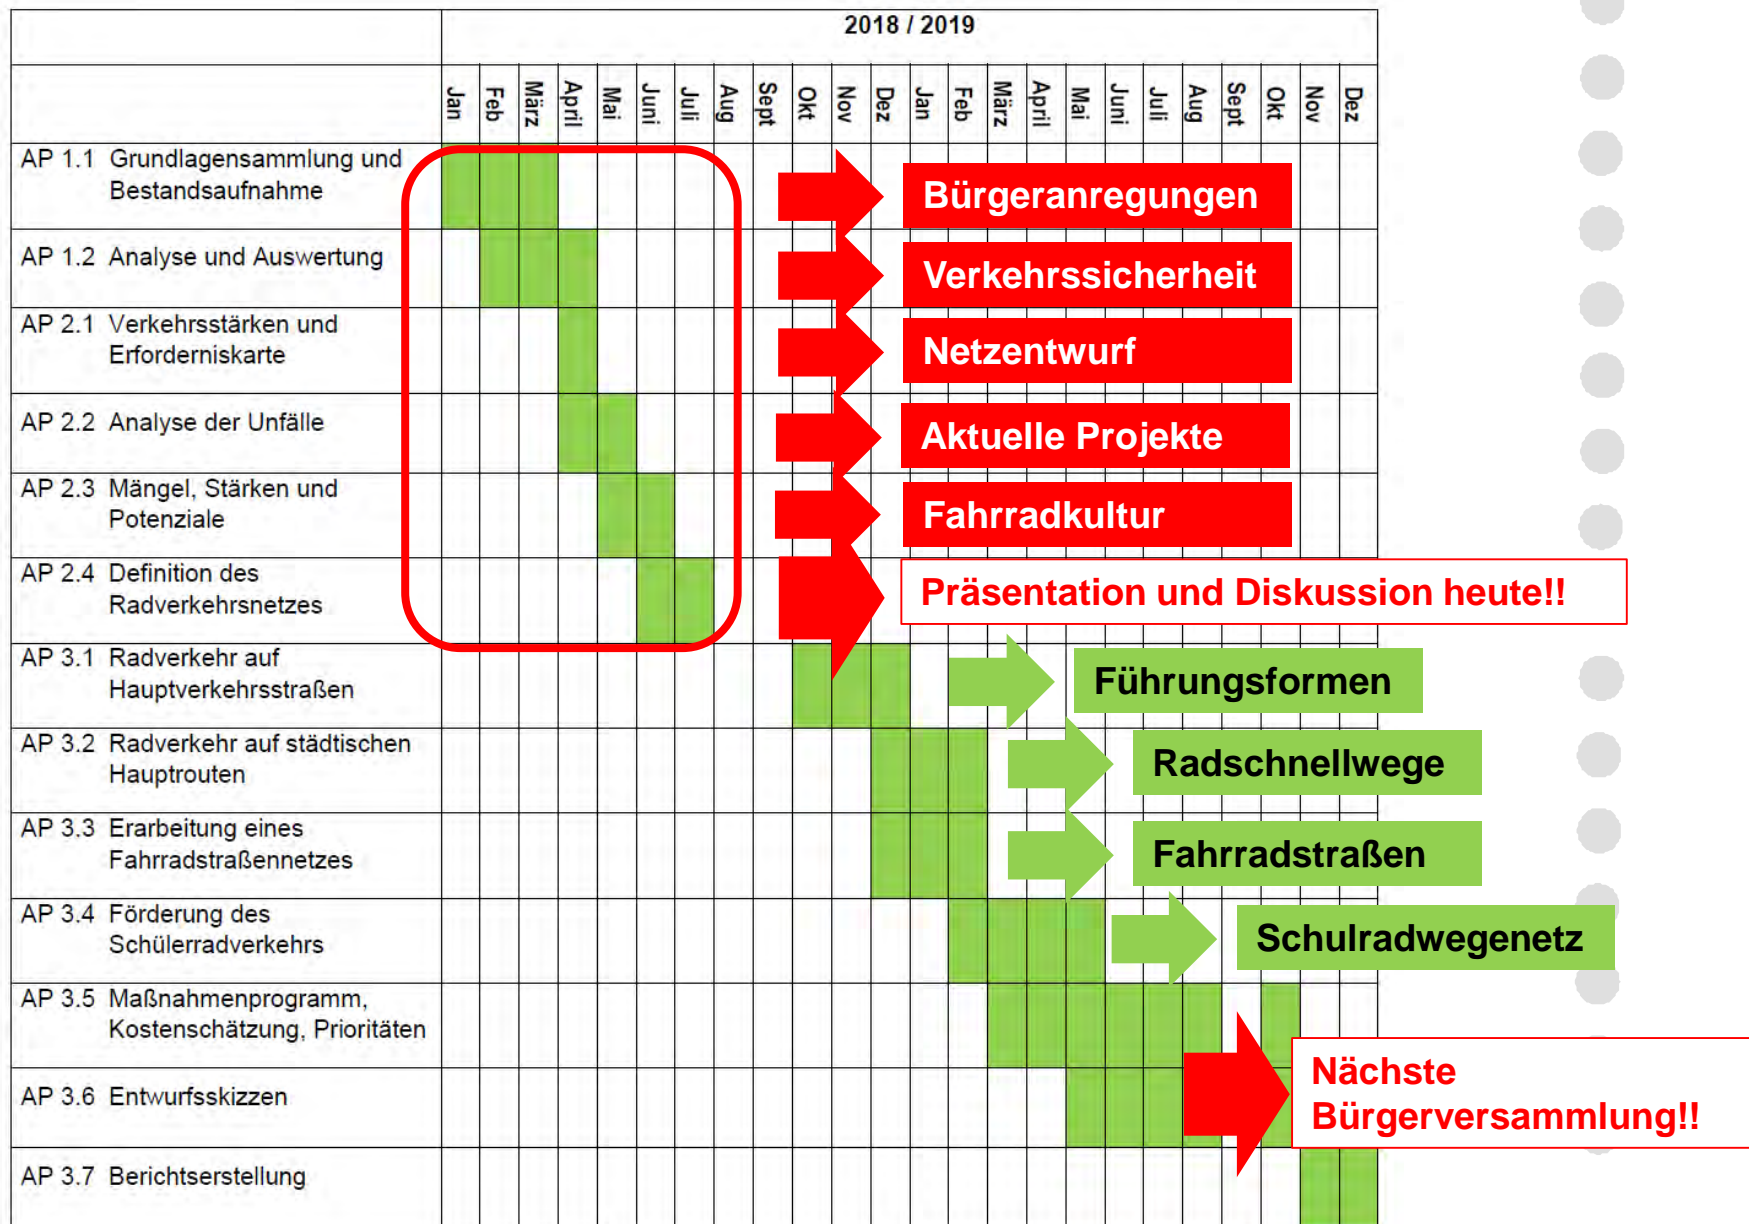 2018 / 2019
Jan Feb März April Mai Juni Juli Aug Sept Okt Nov Dez Jan Feb März April Mai Juni Juli Aug Sept Okt Nov Dez
AP 1.1 Grundlagensammlung und
Bestandsaufnahme
Bürgeranregungen
AP 1.2 Analyse und Auswertung
Verkehrssicherheit
AP 2.1 Verkehrsstärken und
Erforderniskarte
Netzentwurf
AP 2.2 Analyse der Unfälle
Aktuelle Projekte
AP 2.3 Mängel, Stärken und
Potenziale
Fahrradkultur
AP 2.4 Definition des
Radverkehrsnetzes
Präsentation und Diskussion heute!!
AP 3.1 Radverkehr auf
Hauptverkehrsstraßen
Führungsformen
AP 3.2 Radverkehr auf städtischen
Hauptrouten
Radschnellwege
AP 3.3 Erarbeitung eines
Fahrradstraßennetzes
Fahrradstraßen
AP 3.4 Förderung des
Schülerradverkehrs
Schulradwegenetz
AP 3.5 Maßnahmenprogramm,
Kostenschätzung, Prioritäten
AP 3.6 Entwurfsskizzen
Nächste
Bürgerversammlung!!
AP 3.7 Berichtserstellung